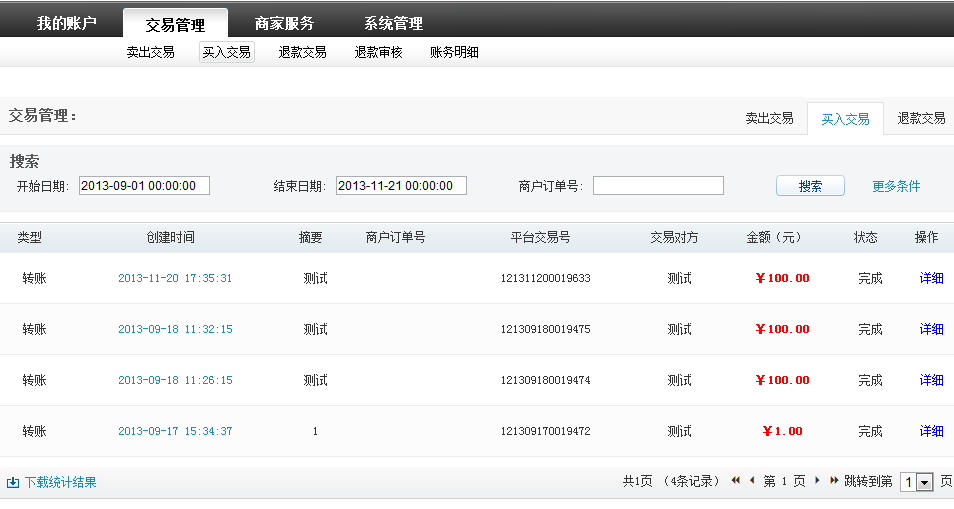 我的账户 交易管理 商家服务 系统管理
卖出交易 买入交易 退款交易 退款审核 账务明细
交易管理： 卖出交易 买入交易 退款交易
搜索
开始日期: 2013-09-01 00:00:00 结束日期: 2013-11-21 00:00:00 商户订单号: 搜索 更多条件
类型 创建时间 摘要 商户订单号 平台交易号 交易对方 金额（元） 状态 操作
转账 2013-11-20 17:35:31 测试 121311200019633 测试 ￥100.00 完成 详细
转账 2013-09-18 11:32:15 测试 121309180019475 测试 ￥100.00 完成 详细
转账 2013-09-18 11:26:15 测试 121309180019474 测试 ￥100.00 完成 详细
转账 2013-09-17 15:34:37 1 121309170019472 测试 ￥1.00 完成 详细
下载统计结果 共1页 （4条记录） 第 1 页 跳转到第 1 页